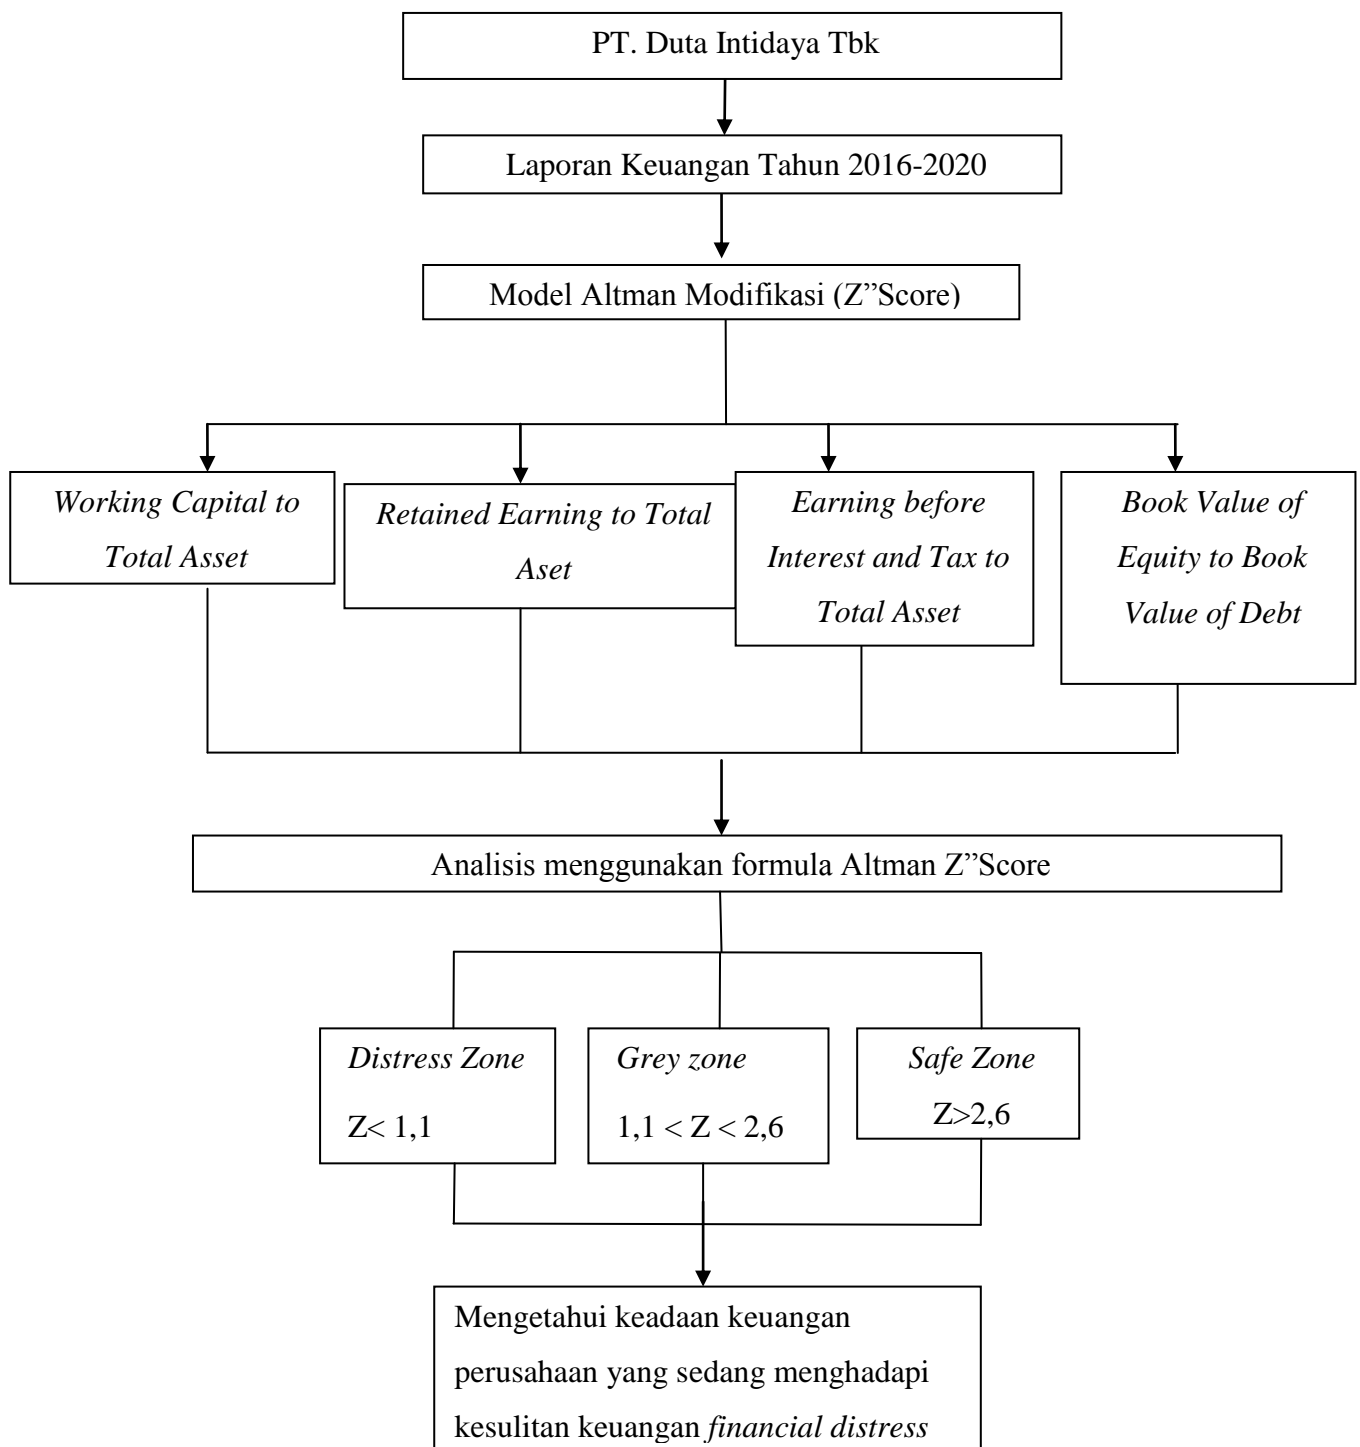 PT. Duta Intidaya Tbk
Laporan Keuangan Tahun 2016-2020
Model Altman Modifikasi (Z”Score)
Working Capital to
Total Asset
Retained Earning to Total
Aset
Earning before
Interest and Tax to
Total Asset
Book Value of
Equity to Book
Value of Debt
Analisis menggunakan formula Altman Z”Score
Distress Zone
Z< 1,1
Grey zone
1,1 < Z < 2,6
Safe Zone
Z>2,6
Mengetahui keadaan keuangan
perusahaan yang sedang menghadapi
kesulitan keuangan financial distress